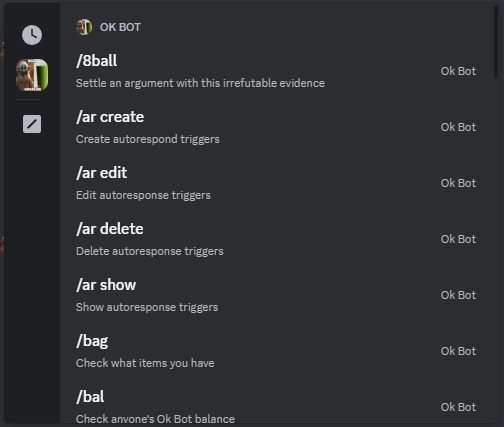 OK BOT
/8ball
Settle an argument with this irrefutable evidence
Ok Bot
/ar create
Create autorespond triggers
Ok Bot
/ar edit
Edit autoresponse triggers
Ok Bot
/ar delete
Delete autoresponse triggers
Ok Bot
/ar show
Show autoresponse triggers
Ok Bot
/bag
Check what items you have
Ok Bot
/bal
Check anyone's Ok Bot balance
Ok Bot